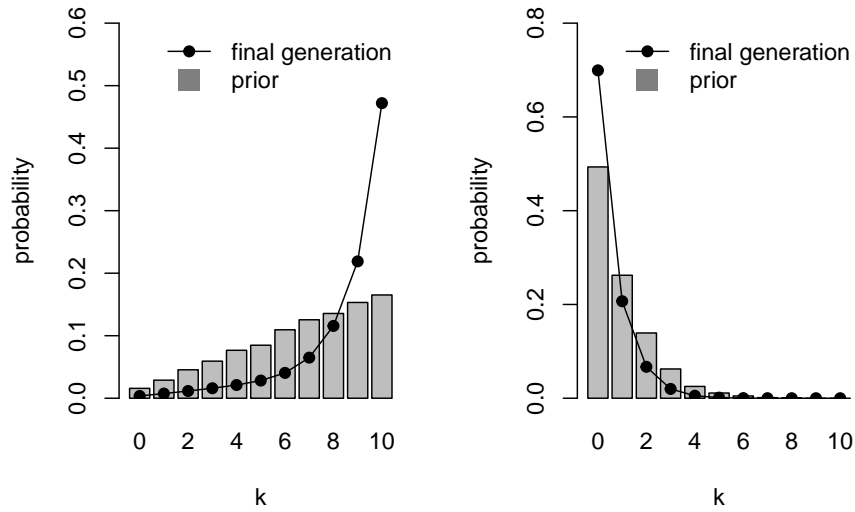 final generation
prior
probability
0.0 0.1 0.2 0.3 0.4 0.5 0.6
0 2 4 6 8 10
k
final generation
prior
probability
0.0 0.2 0.4 0.6 0.8
0 2 4 6 8 10
k